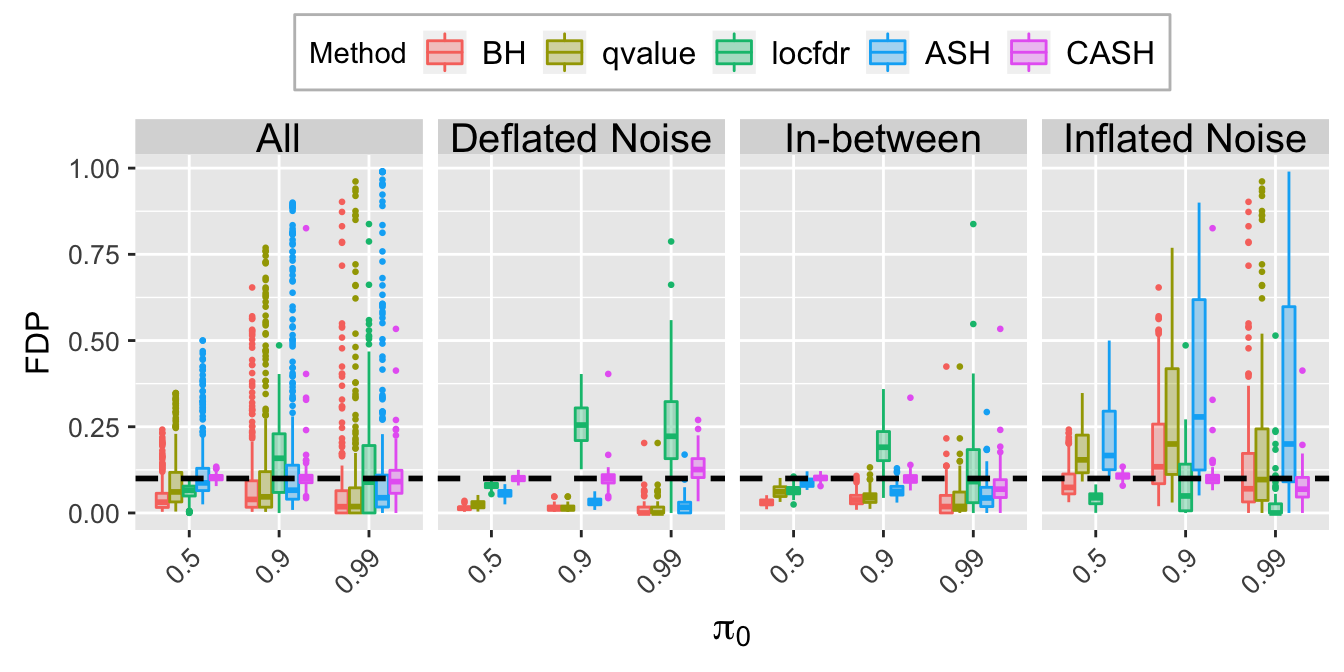 Method BH qvalue locfdr ASH CASH
All Deflated Noise In-between Inflated Noise
1.00
0.75
0.50
0.25
0.00
FDP
0.5 0.9 0.99 0.5 0.9 0.99 0.5 0.9 0.99 0.5 0.9 0.99
π₀